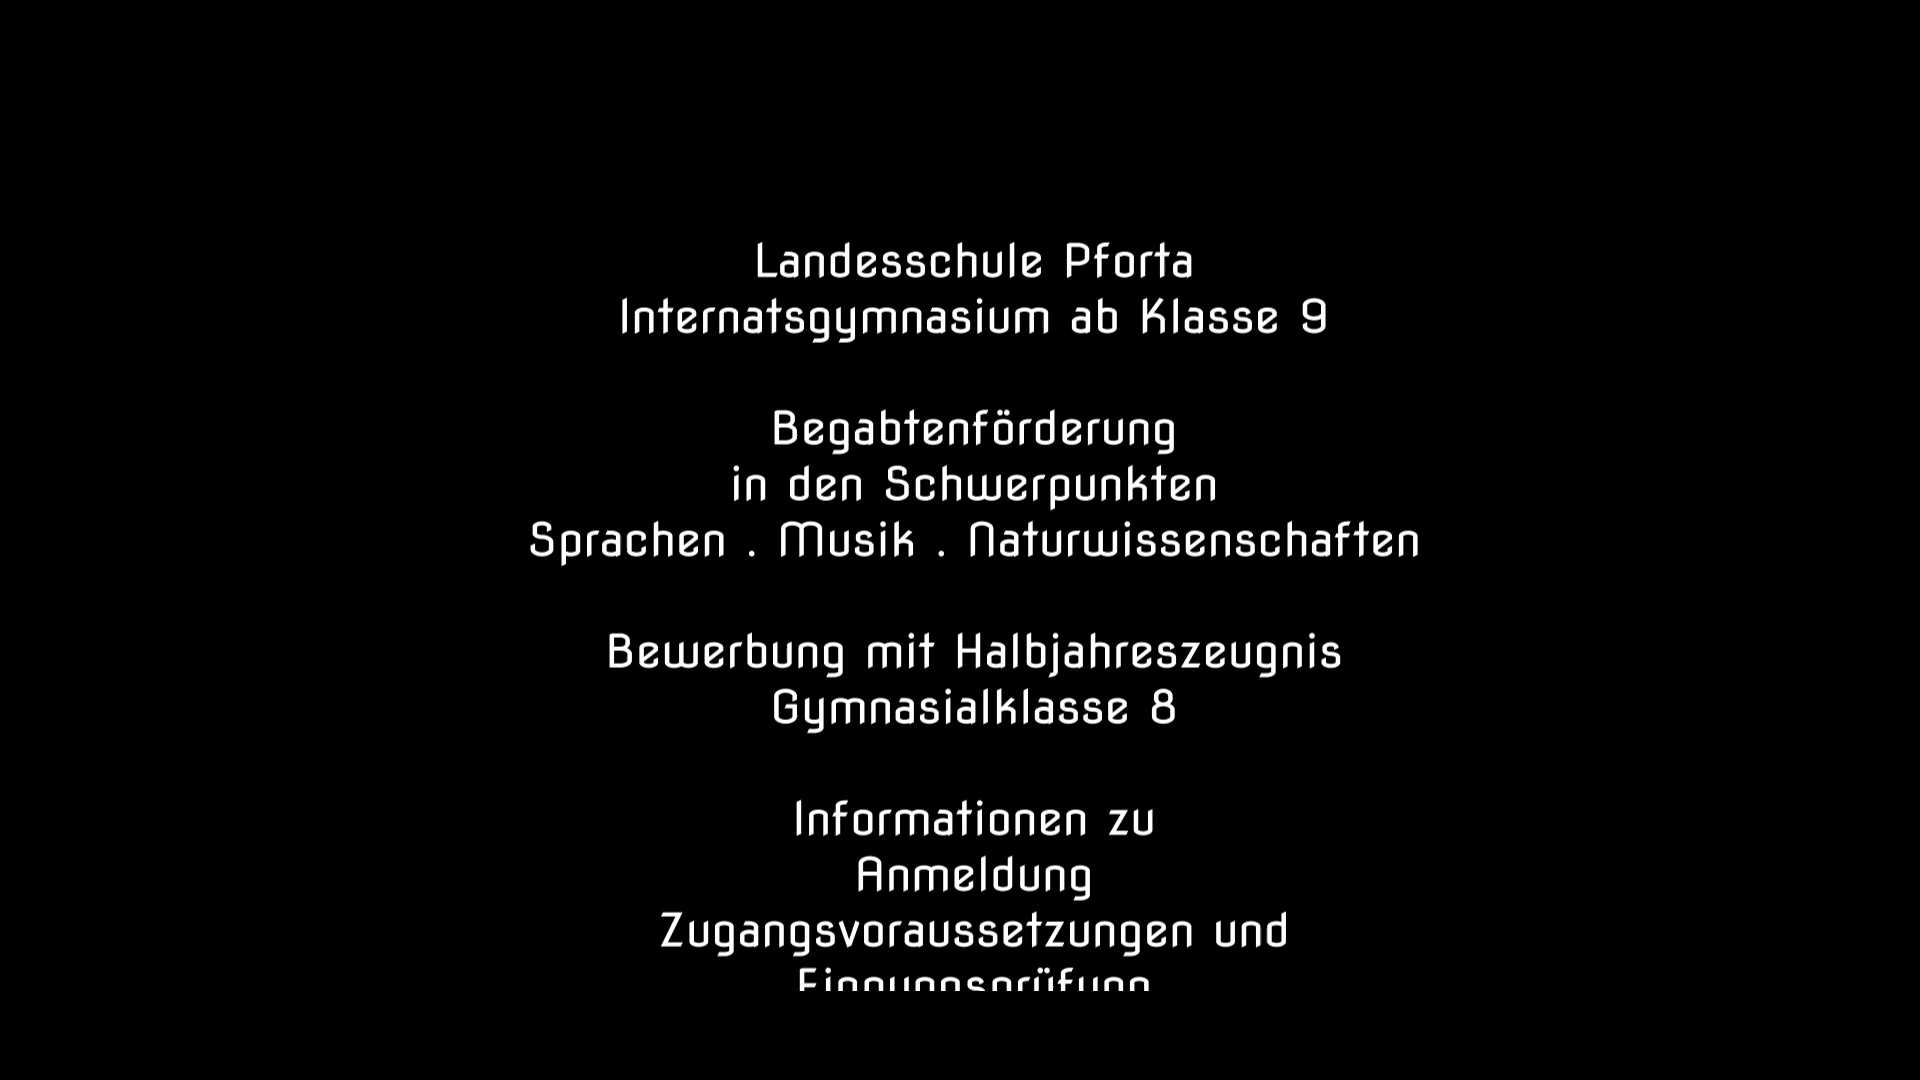 Landesschule Pforta
Internatsgymnasium ab Klasse 9
Begabtenförderung
in den Schwerpunkten
Sprachen . Musik . Naturwissenschaften
Bewerbung mit Halbjahreszeugnis
Gymnasialklasse 8
Informationen zu
Anmeldung
Zugangsvoraussetzungen und